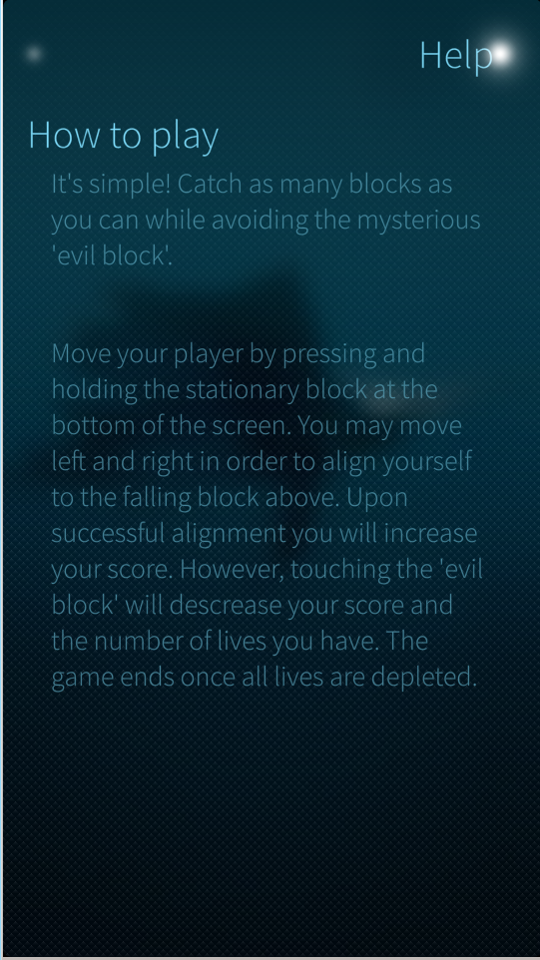 Help
How to play
It's simple! Catch as many blocks as
you can while avoiding the mysterious
'evil block'.
Move your player by pressing and
holding the stationary block at the
bottom of the screen. You may move
left and right in order to align yourself
to the falling block above. Upon
successful alignment you will increase
your score. However, touching the 'evil
block' will descrease your score and
the number of lives you have. The
game ends once all lives are depleted.